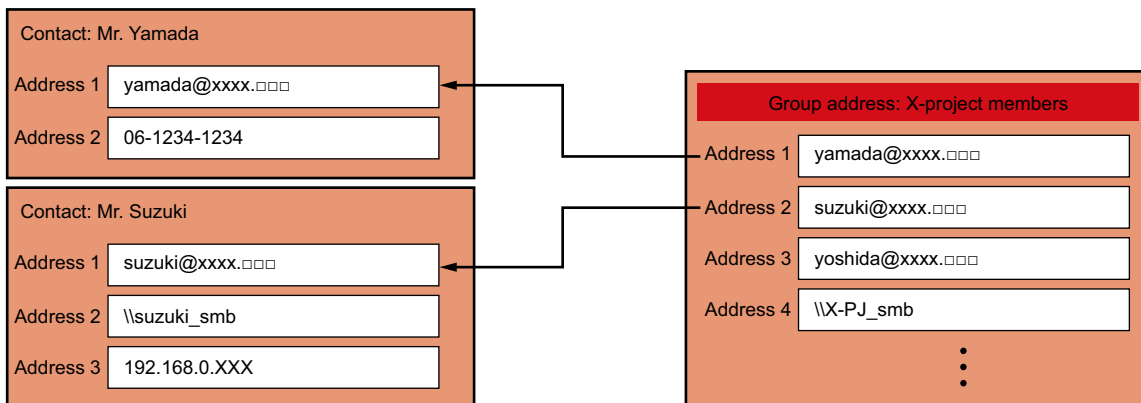 Contact: Mr. Yamada
Address 1 yamada@xxxx.□□□
Address 2 06-1234-1234
Contact: Mr. Suzuki
Address 1 suzuki@xxxx.□□□
Address 2 \\suzuki_smb
Address 3 192.168.0.XXX
Group address: X-project members
Address 1 yamada@xxxx.□□□
Address 2 suzuki@xxxx.□□□
Address 3 yoshida@xxxx.□□□
Address 4 \\X-PJ_smb